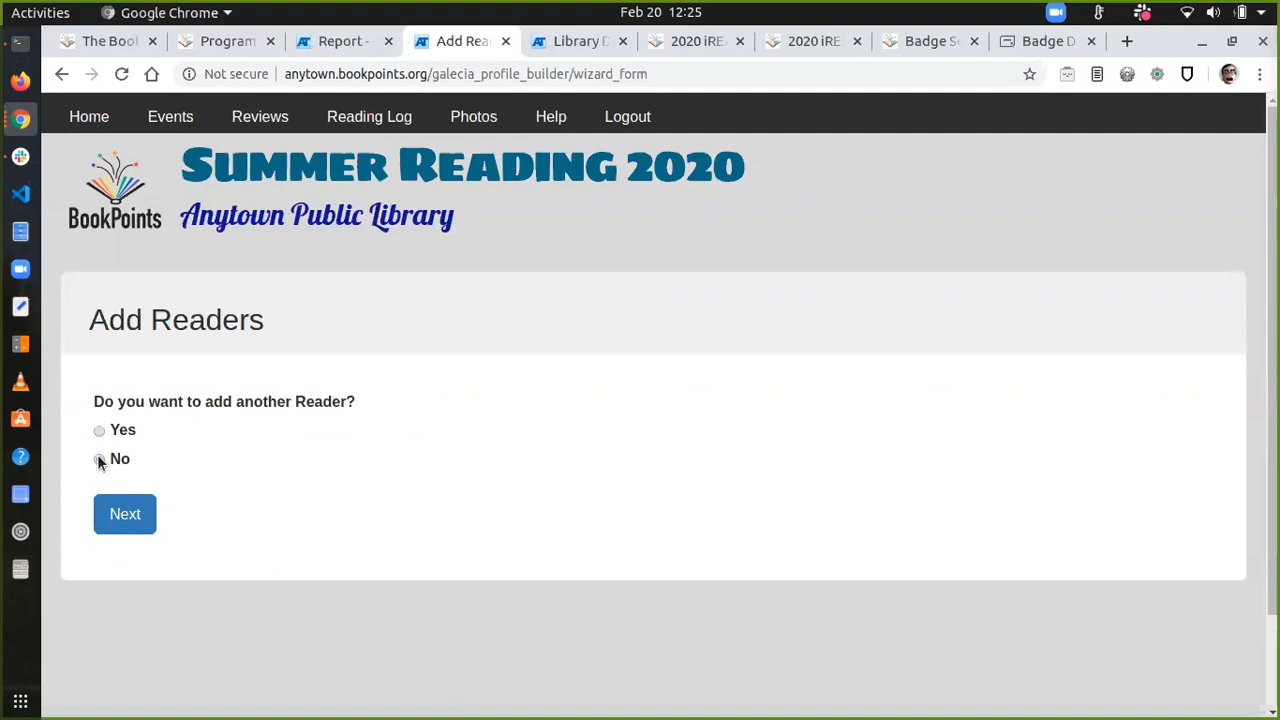 Activities Google Chrome Feb 20 12:25
The Bool Program Report - Add Rea Library D 2020 iRE 2020 iRE Badge Se Badge D
Not secure anytown.bookpoints.org/galecia_profile_builder/wizard_form
Home Events Reviews Reading Log Photos Help Logout
BookPoints
Summer Reading 2020
Anytown Public Library
Add Readers
Do you want to add another Reader?
Yes
No
Next